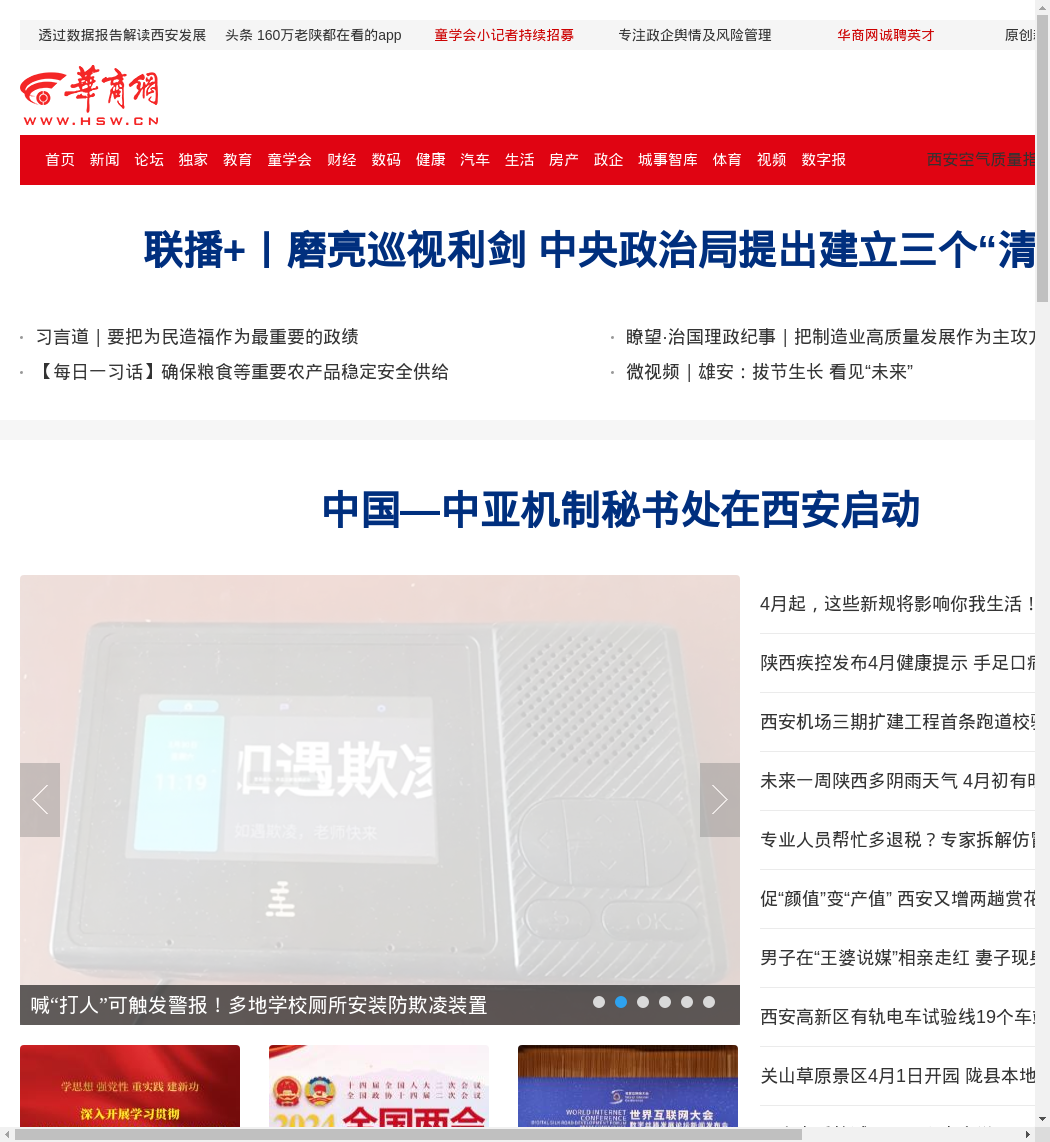 透过数据报告解读西安发展 头条 160万老陕都在看的app 童学会小记者持续招募 专注政企舆情及风险管理 华商网诚聘英才 原创
華商網
WWW.HSW.CN
首页 新闻 论坛 独家 教育 童学会 财经 数码 健康 汽车 生活 房产 政企 城事智库 体育 视频 数字报 西安空气质量指
联播+丨磨亮巡视利剑 中央政治局提出建立三个“清
习言道｜要把为民造福作为最重要的政绩
瞭望·治国理政纪事｜把制造业高质量发展作为主攻方
【每日一习话】确保粮食等重要农产品稳定安全供给
微视频｜雄安：拔节生长 看见“未来”
中国—中亚机制秘书处在西安启动
11:19
如遇欺凌
如遇欺凌，老师快来
OK
喊“打人”可触发警报！多地学校厕所安装防欺凌装置
4月起，这些新规将影响你我生活！
陕西疾控发布4月健康提示 手足口病
西安机场三期扩建工程首条跑道校验
未来一周陕西多阴雨天气 4月初有明
专业人员帮忙多退税？专家拆解仿冒
促“颜值”变“产值” 西安又增两趟赏花
男子在“王婆说媒”相亲走红 妻子现身
西安高新区有轨电车试验线19个车站
关山草原景区4月1日开园 陇县本地
学思想 强党性 重实践 建新功
深入开展学习贯彻
十四届全国人大二次会议
全国政协十四届二次会议
2024全国两会
WORLD INTERNET CONFERENCE
世界互联网大会